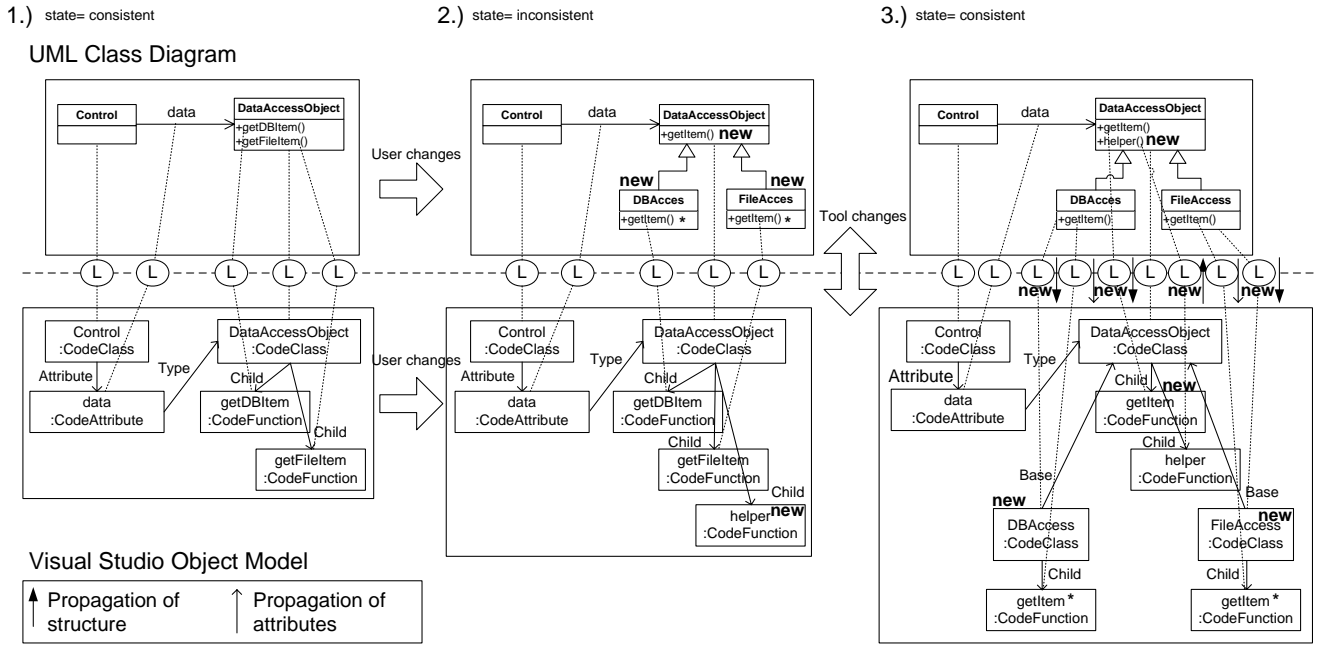 1.) state= consistent
2.) state= inconsistent
3.) state= consistent
UML Class Diagram
Control
data
DataAccessObject
+getDBItem()
+getFileItem()
User changes
Control
data
DataAccessObject
+getItem() new
new
new
DBAcces
+getItem() *
FileAcces
+getItem() *
Tool changes
Control
data
DataAccessObject
+getItem()
+helper() new
DBAcces
+getItem()
FileAccess
+getItem()
L L L L L
L L L L L
L L L L L L L L L
new new new new
Control
:CodeClass
DataAccessObject
:CodeClass
Attribute
Type
Child
data
:CodeAttribute
getDBItem
:CodeFunction
Child
getFileItem
:CodeFunction
User changes
Control
:CodeClass
DataAccessObject
:CodeClass
Attribute
Type
Child
data
:CodeAttribute
getDBItem
:CodeFunction
Child
getFileItem
:CodeFunction
Child
helper new
:CodeFunction
Control
:CodeClass
DataAccessObject
:CodeClass
Attribute
Type
Child
new
data
:CodeAttribute
getItem
:CodeFunction
Child
helper
:CodeFunction
Base
Base
new
DBAccess
:CodeClass
new
FileAccess
:CodeClass
Child
Child
getItem *
:CodeFunction
getItem *
:CodeFunction
Visual Studio Object Model
Propagation of
structure
Propagation of
attributes